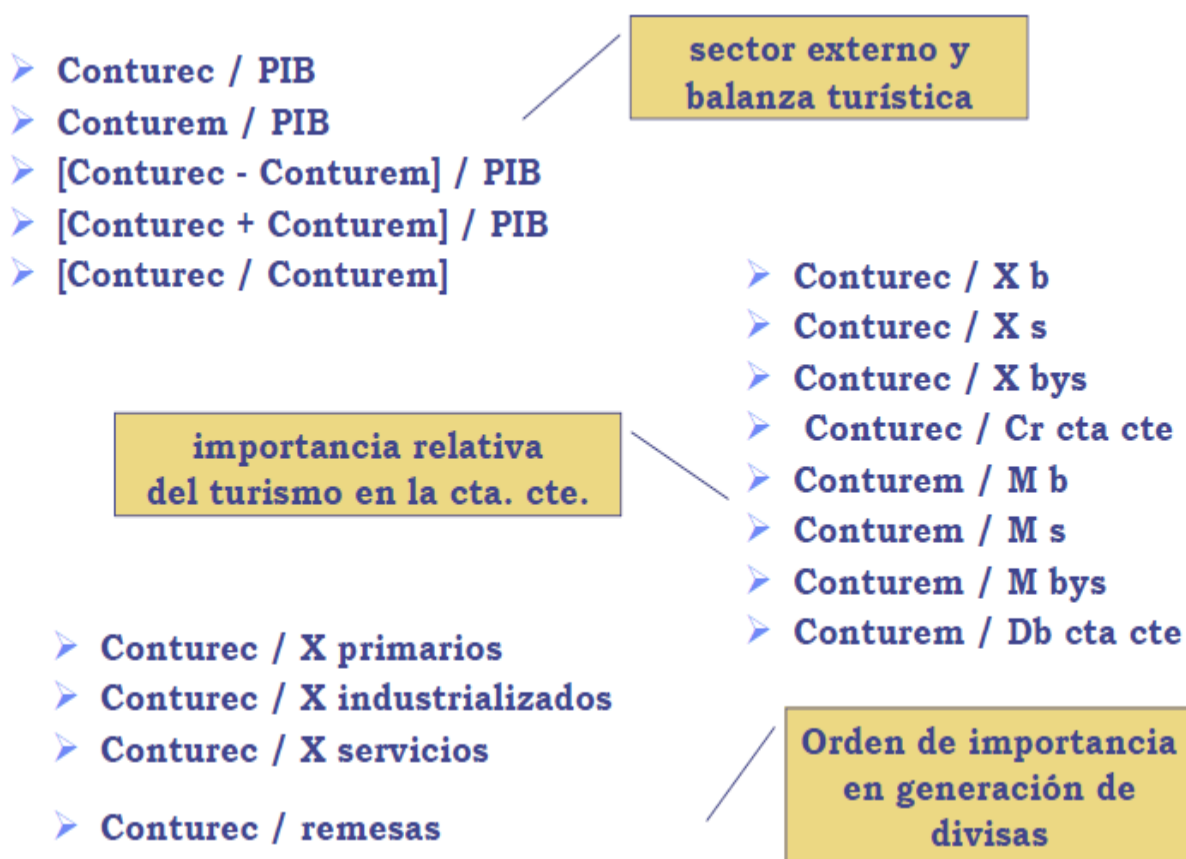 sector externo y
balanza turística
Conturec / PIB
Conturem / PIB
[Conturec - Conturem] / PIB
[Conturec + Conturem] / PIB
[Conturec / Conturem]
importancia relativa
del turismo en la cta. cte.
Conturec / X b
Conturec / X s
Conturec / X bys
Conturec / Cr cta cte
Conturem / M b
Conturem / M s
Conturem / M bys
Conturem / Db cta cte
Conturec / X primarios
Conturec / X industrializados
Conturec / X servicios
Conturec / remesas
Orden de importancia
en generación de
divisas